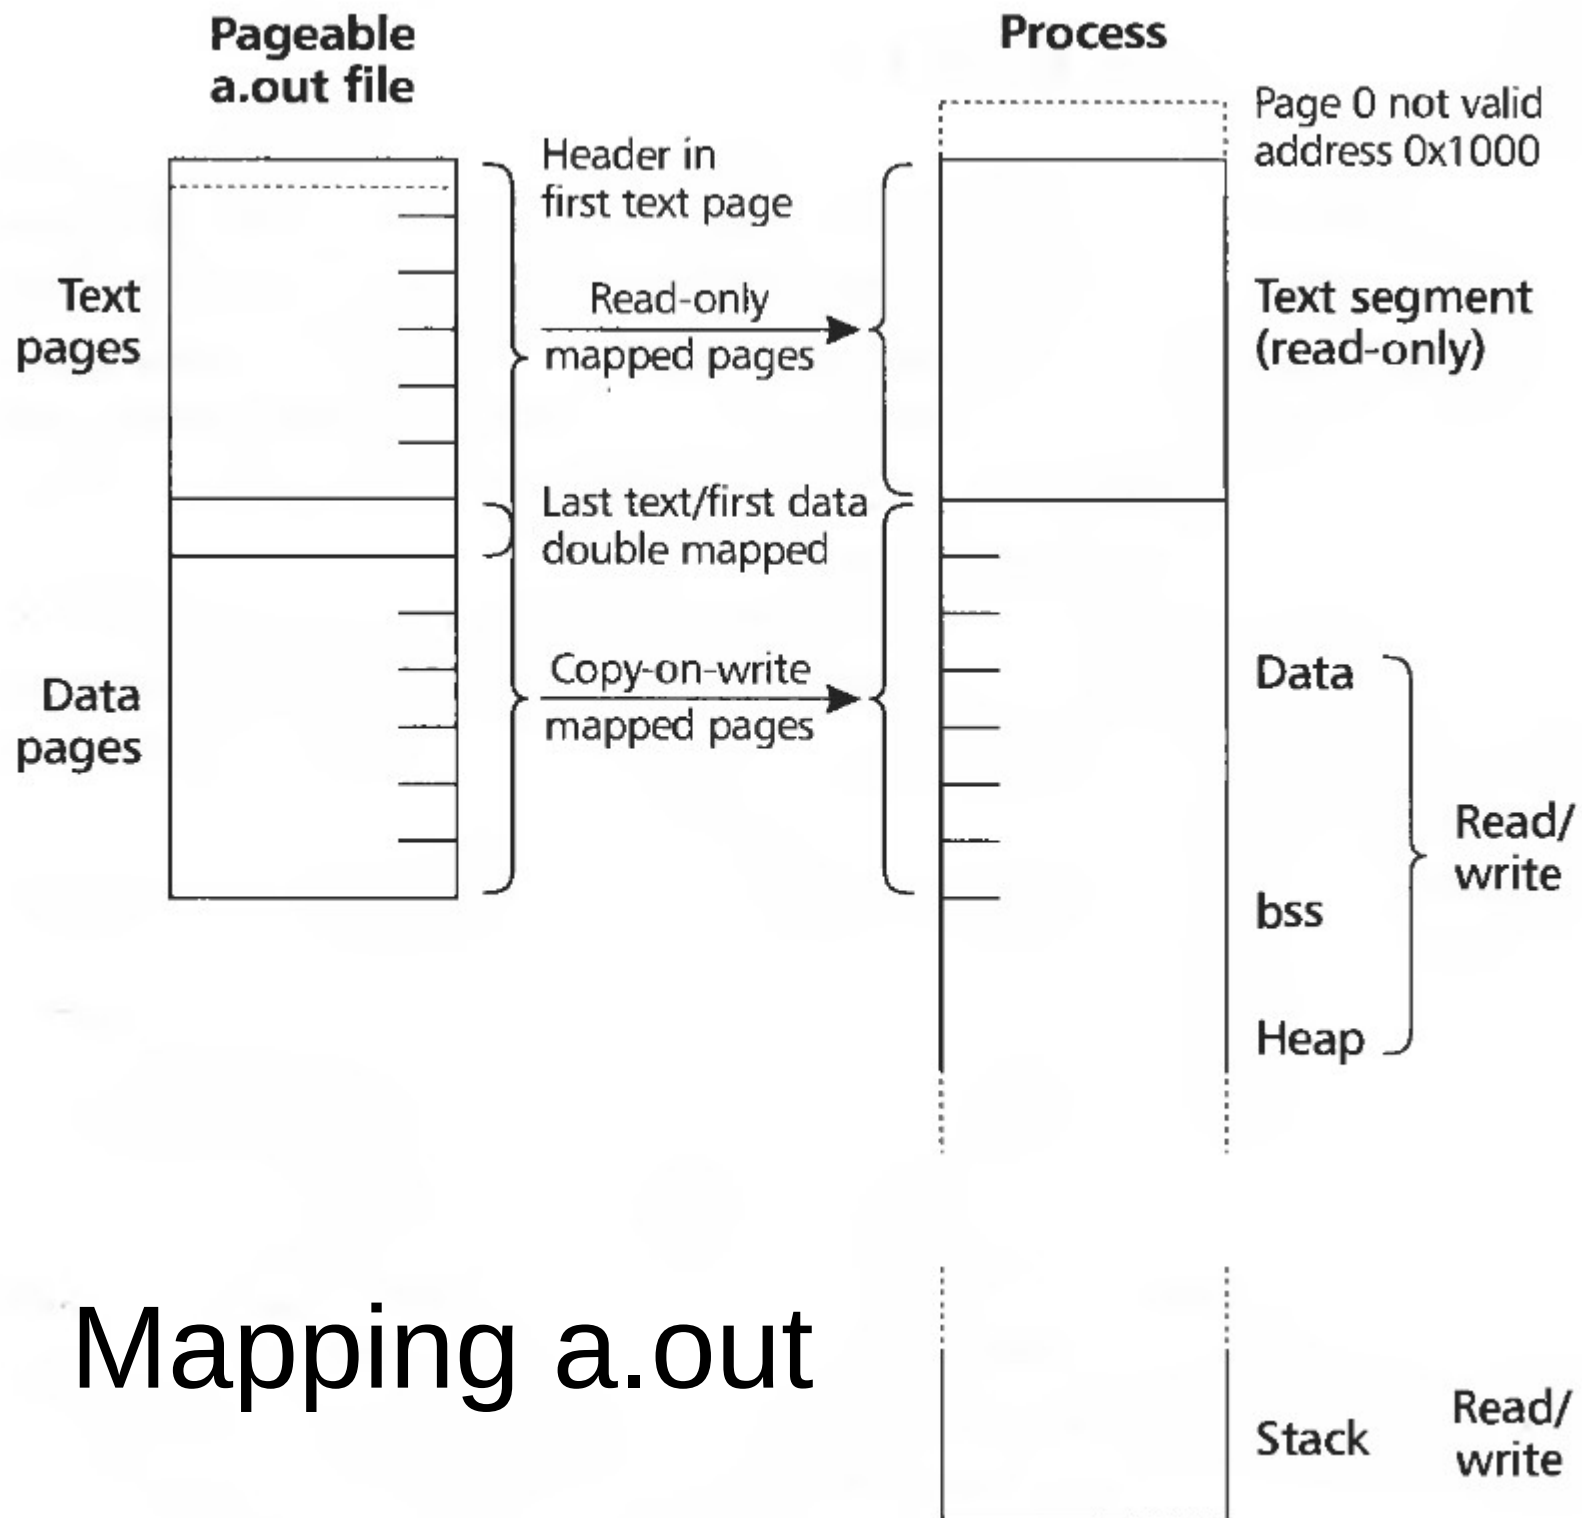 Pageable
a.out file
Process
Page 0 not valid
address 0x1000
Header in
first text page
Text
pages
Read-only
mapped pages
Text segment
(read-only)
Last text/first data
double mapped
Data
pages
Copy-on-write
mapped pages
Data
bss
Heap
Read/
write
Mapping a.out
Stack
Read/
write